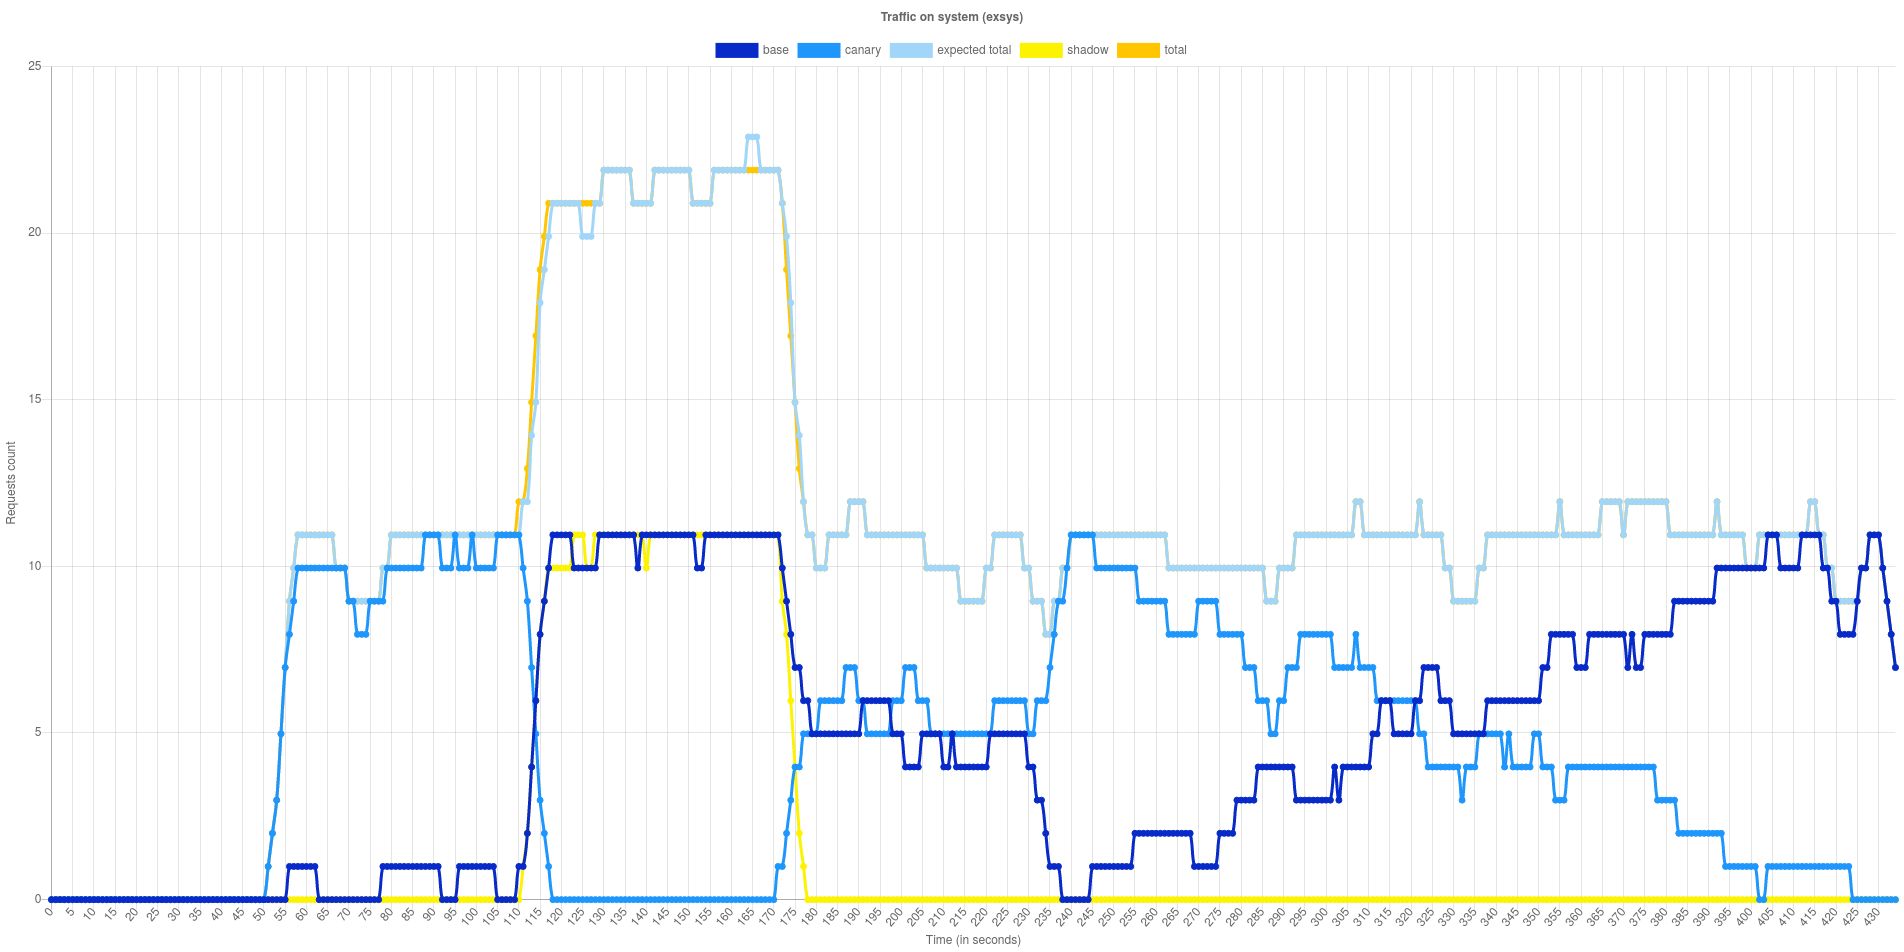 Traffic on system (exsys)
base canary expected total shadow total
25
20
15
10
5
0
Requests count
0 5 10 15 20 25 30 35 40 45 50 55 60 65 70 75 80 85 90 95 100 105 110 115 120 125 130 135 140 145 150 155 160 165 170 175 180 185 190 195 200 205 210 215 220 225 230 235 240 245 250 255 260 265 270 275 280 285 290 295 300 305 310 315 320 325 330 335 340 345 350 355 360 365 370 375 380 385 390 395 400 405 410 415 420 425 430
Time (in seconds)